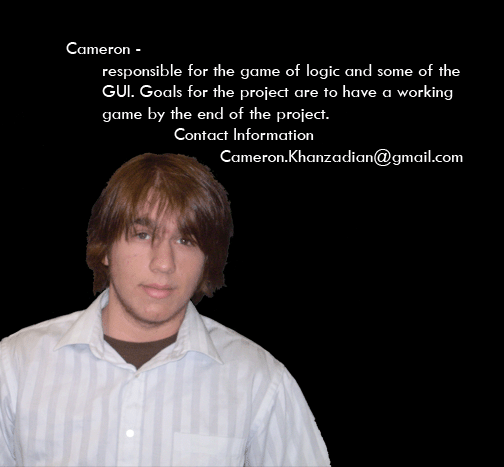 Cameron -
responsible for the game of logic and some of the
GUI. Goals for the project are to have a working
game by the end of the project.
Contact Information
Cameron.Khanzadian@gmail.com